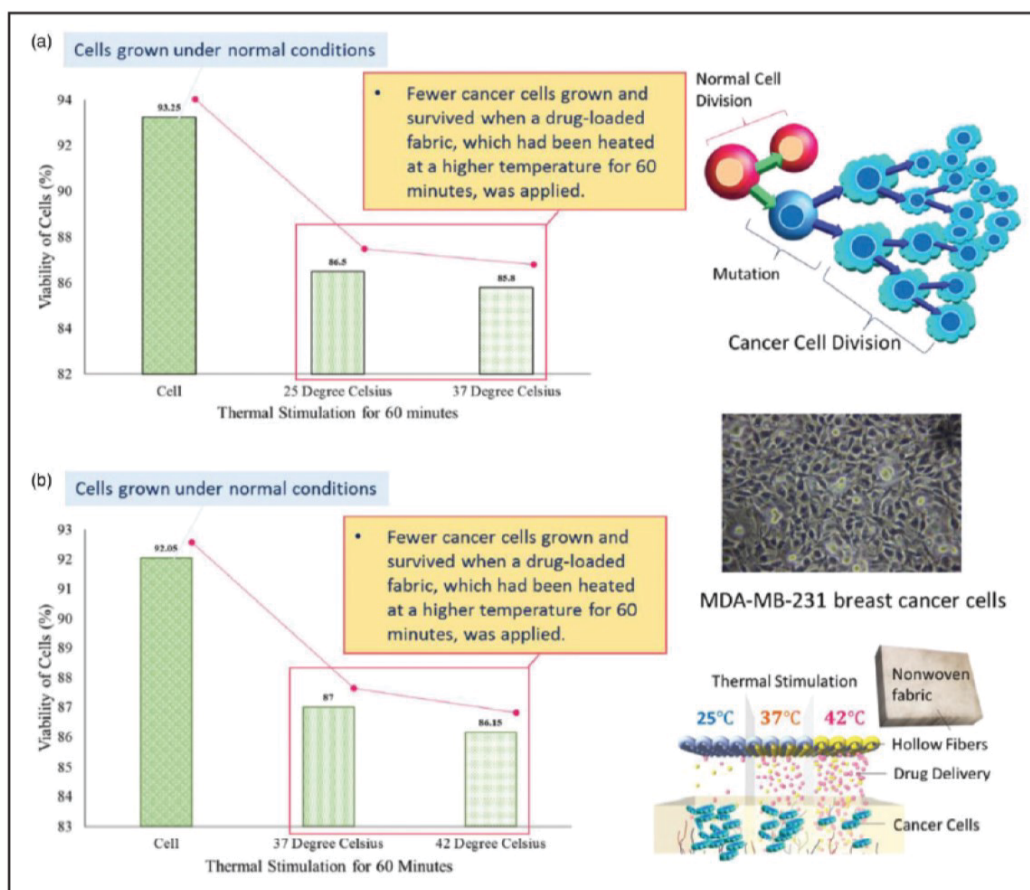 (a)
Cells grown under normal conditions
94
92
90
88
86
84
82
Viability of Cells (%)
93.25
86.5
85.8
Cell
25 Degree Celsius
37 Degree Celsius
Thermal Stimulation for 60 minutes
• Fewer cancer cells grown and
survived when a drug-loaded
fabric, which had been heated
at a higher temperature for 60
minutes, was applied.
Normal Cell
Division
Mutation
Cancer Cell Division
MDA-MB-231 breast cancer cells
(b)
Cells grown under normal conditions
93
92
91
90
89
88
87
86
85
84
83
Viability of Cells (%)
92.05
87
86.15
Cell
37 Degree Celsius
42 Degree Celsius
Thermal Stimulation for 60 Minutes
• Fewer cancer cells grown and
survived when a drug-loaded
fabric, which had been heated
at a higher temperature for 60
minutes, was applied.
Thermal Stimulation
25°C 37°C 42°C
Nonwoven
fabric
Hollow Fibers
Drug Delivery
Cancer Cells